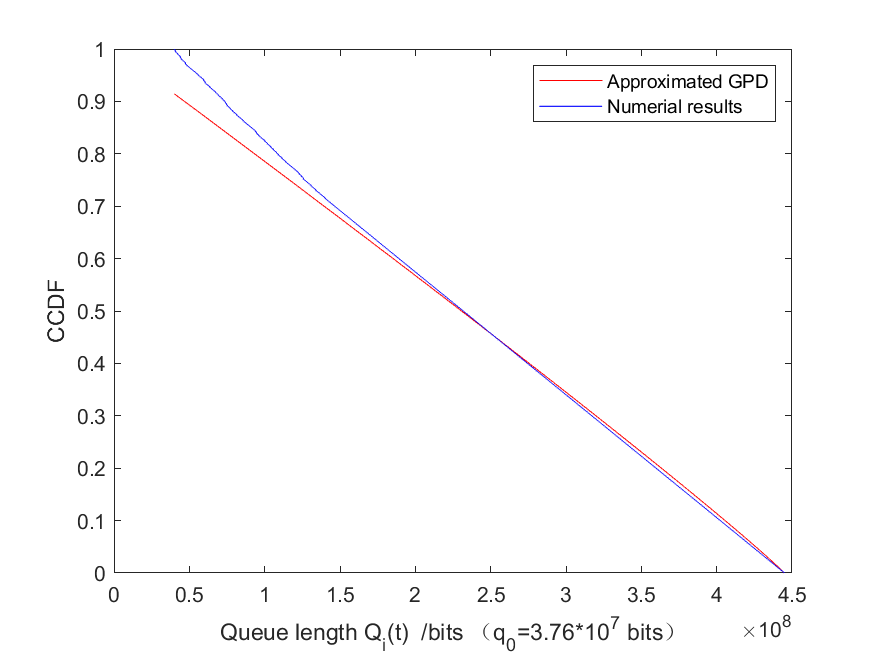 1
0.9
0.8
0.7
0.6
0.5
0.4
0.3
0.2
0.1
0
CCDF
Approximated GPD
Numerial results
0 0.5 1 1.5 2 2.5 3 3.5 4 4.5
×10^8
Queue length Q_i(t) /bits （q_0=3.76*10^7 bits）